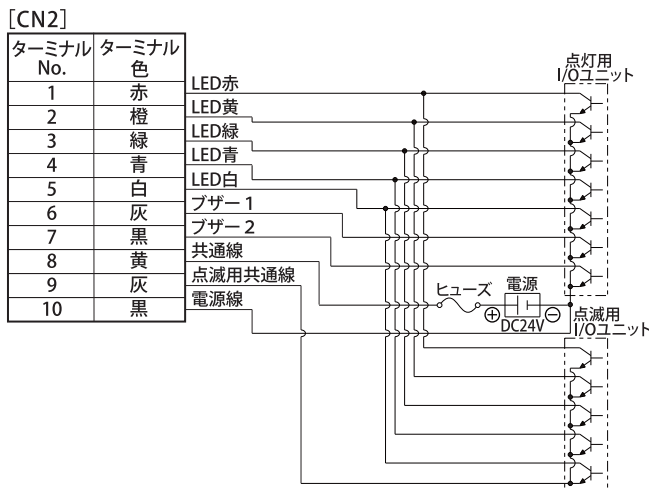 [CN2]
ターミナル No. ターミナル 色
1 赤
2 橙
3 緑
4 青
5 白
6 灰
7 黒
8 黄
9 灰
10 黒
LED赤
LED黄
LED緑
LED青
LED白
ブザー1
ブザー2
共通線
点滅用共通線
電源線
点灯用
I/Oユニット
ヒューズ
電源
⊕ DC24V ⊖
点滅用
I/Oユニット